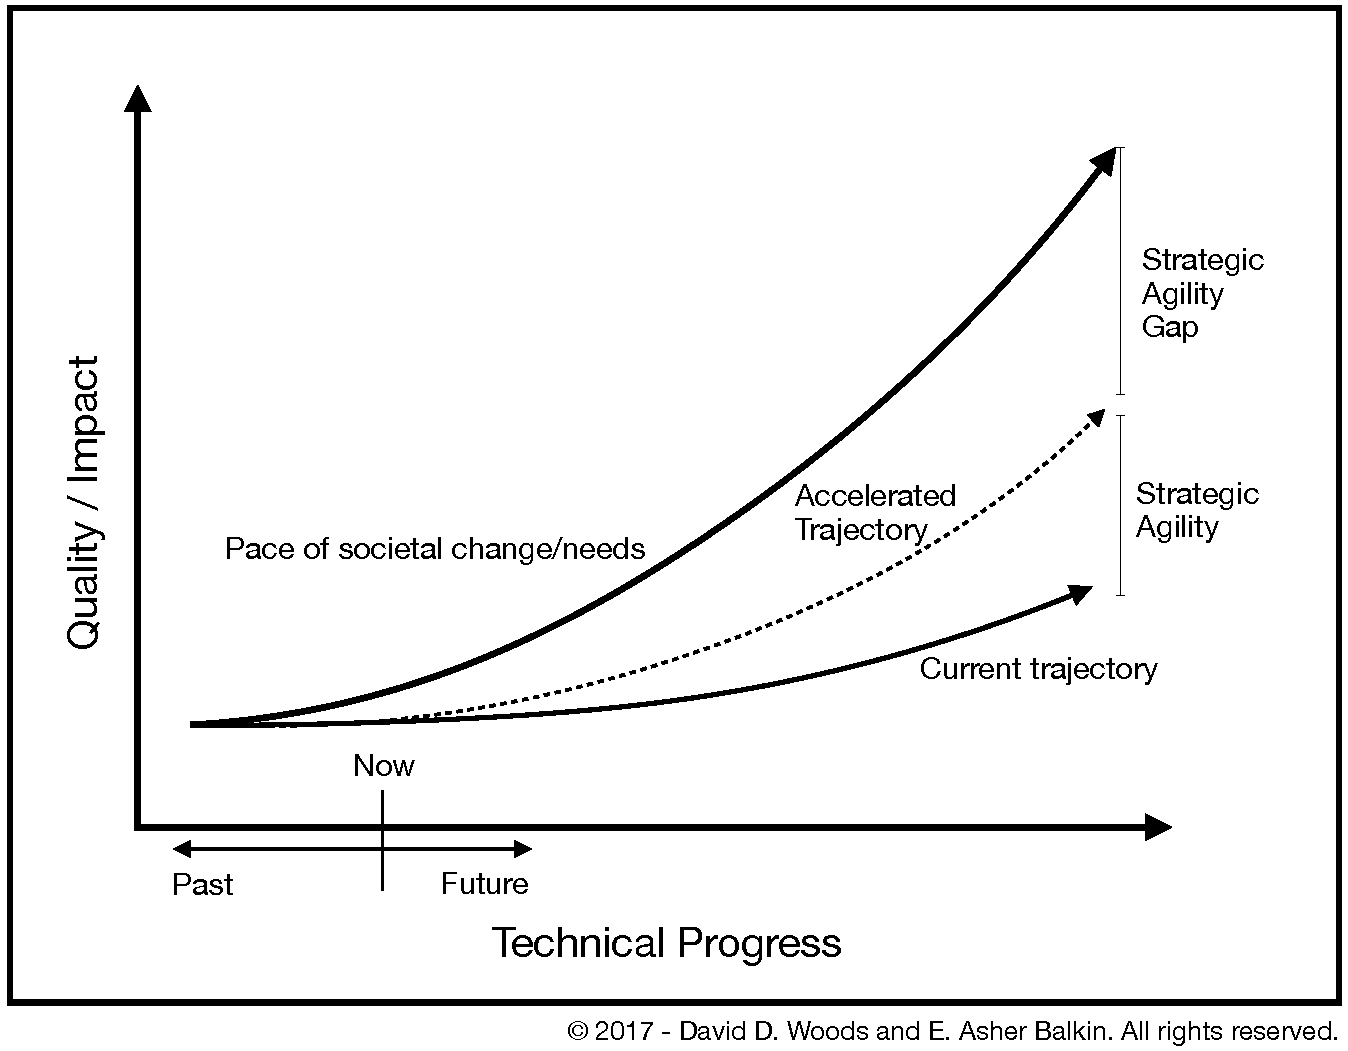 Strategic
Agility
Gap
Quality / Impact
Accelerated
Trajectory
Strategic
Agility
Pace of societal change/needs
Current trajectory
Now
Past
Future
Technical Progress
© 2017 - David D. Woods and E. Asher Balkin. All rights reserved.